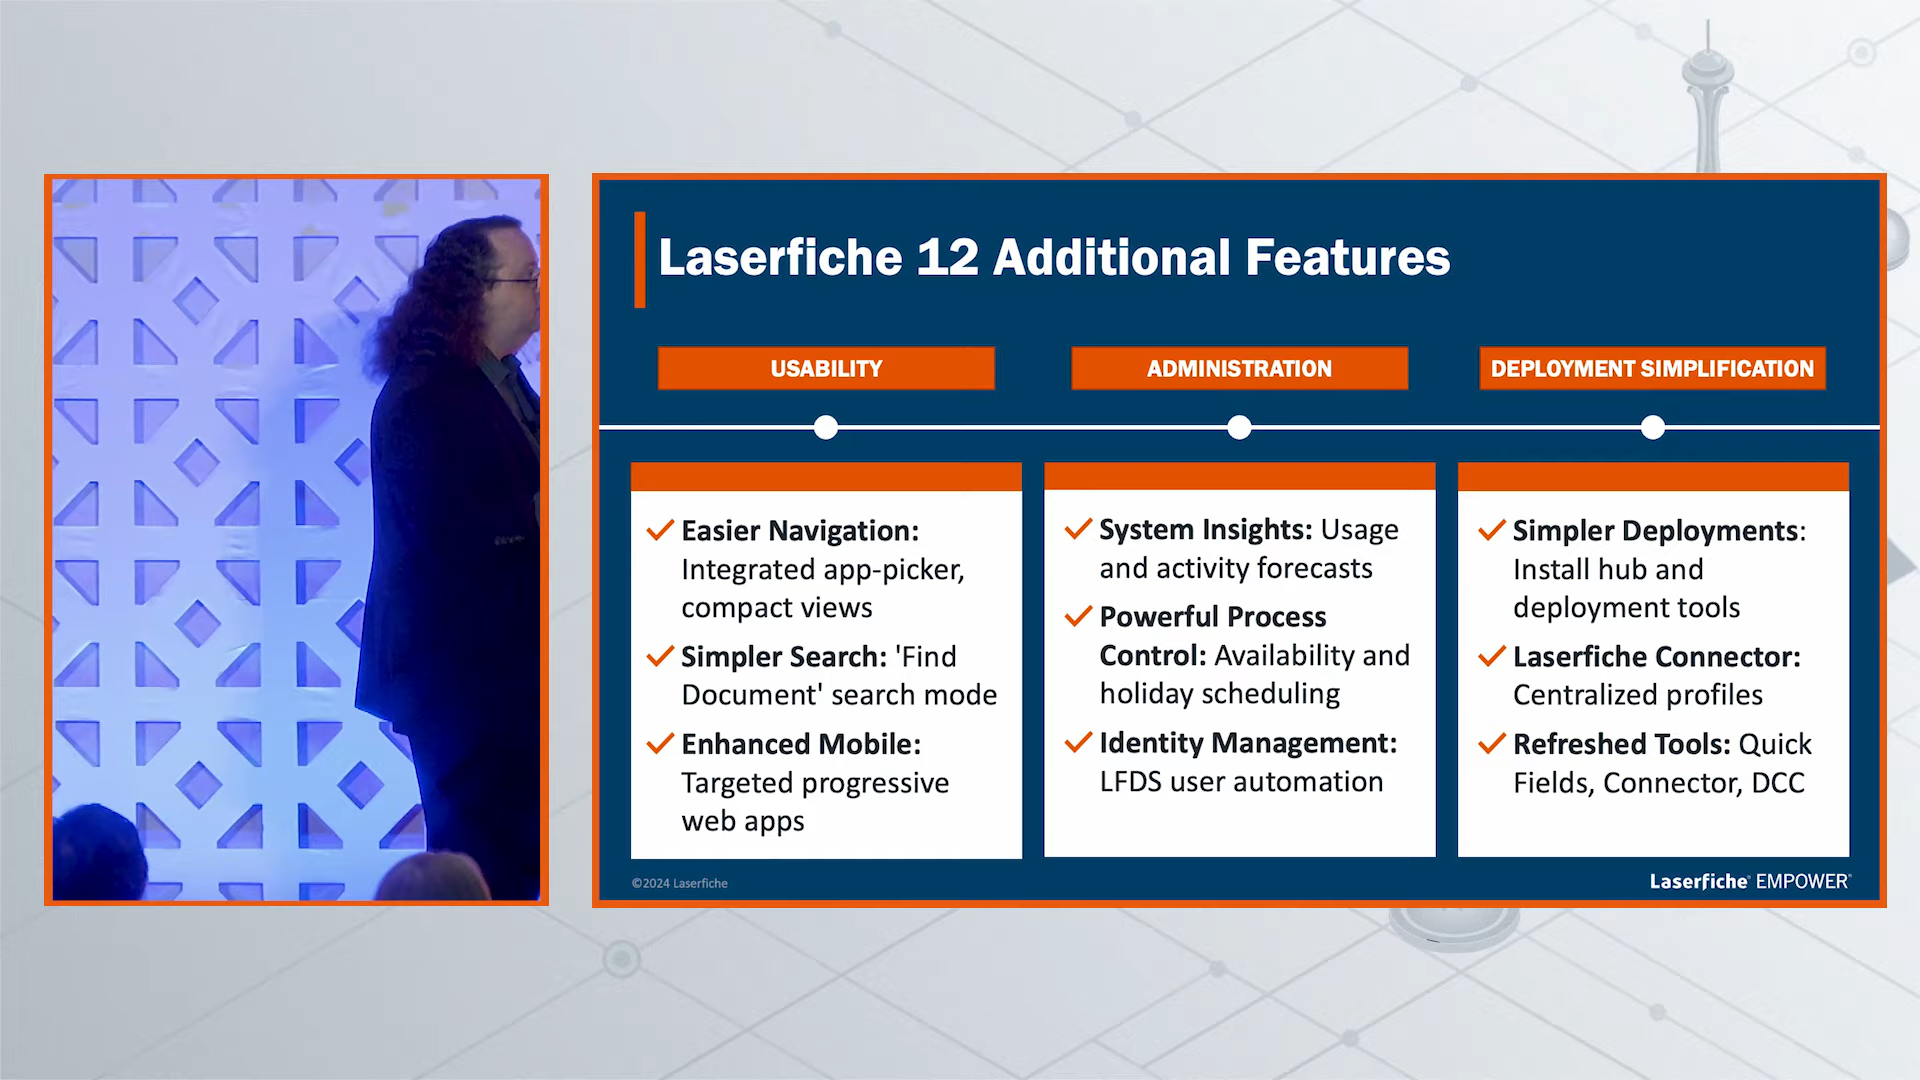 Laserfiche 12 Additional Features
USABILITY
ADMINISTRATION
DEPLOYMENT SIMPLIFICATION
Easier Navigation:
Integrated app-picker,
compact views
Simpler Search: 'Find
Document' search mode
Enhanced Mobile:
Targeted progressive
web apps
System Insights: Usage
and activity forecasts
Powerful Process
Control: Availability and
holiday scheduling
Identity Management:
LFDS user automation
Simpler Deployments:
Install hub and
deployment tools
Laserfiche Connector:
Centralized profiles
Refreshed Tools: Quick
Fields, Connector, DCC
©2024 Laserfiche
Laserfiche® EMPOWER®